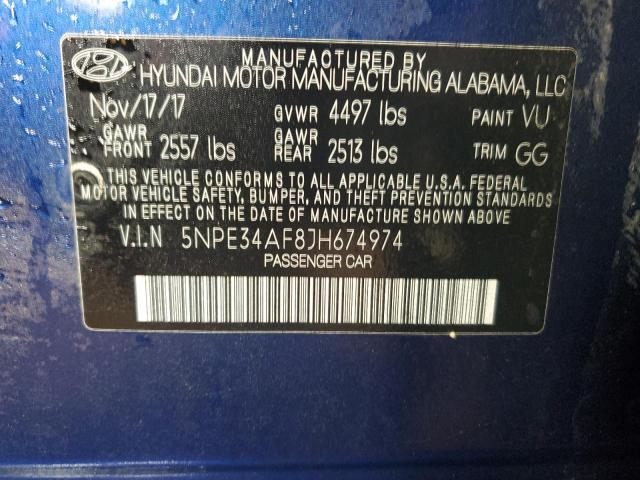 MANUFACTURED BY
HYUNDAI MOTOR MANUFACTURING ALABAMA, LLC
Nov/17/17 GVWR 4497 lbs PAINT VU
GAWR FRONT 2557 lbs GAWR REAR 2513 lbs TRIM GG
THIS VEHICLE CONFORMS TO ALL APPLICABLE U.S.A. FEDERAL
MOTOR VEHICLE SAFETY, BUMPER, AND THEFT PREVENTION STANDARDS
IN EFFECT ON THE DATE OF MANUFACTURE SHOWN ABOVE
V.I.N 5NPE34AF8JH674974
PASSENGER CAR